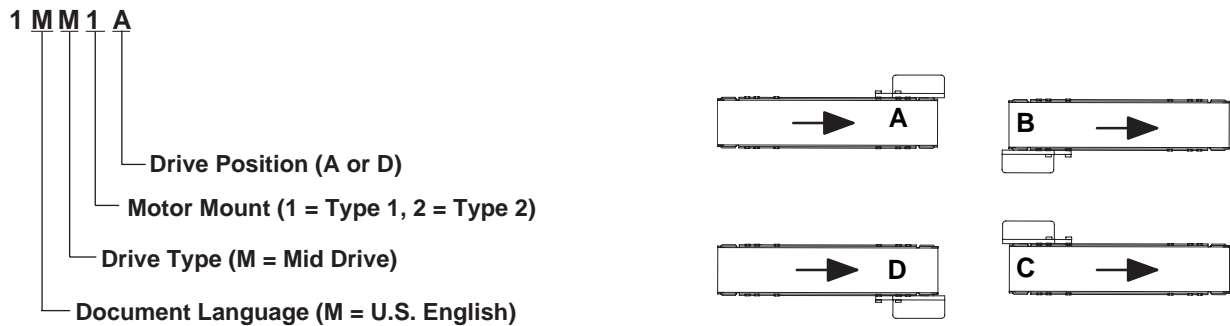 1 M M 1 A
Drive Position (A or D)
Motor Mount (1 = Type 1, 2 = Type 2)
Drive Type (M = Mid Drive)
Document Language (M = U.S. English)
A
B
D
C